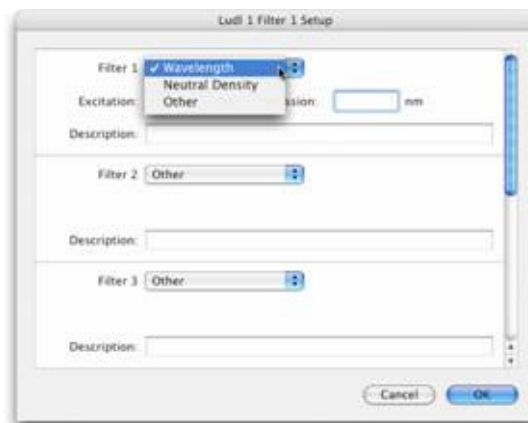 Ludl 1 Filter 1 Setup
Filter 1 ✓ Wavelength
Neutral Density
Excitation: Other ssion: nm
Description:
Filter 2 Other
Description:
Filter 3 Other
Description:
Cancel OK